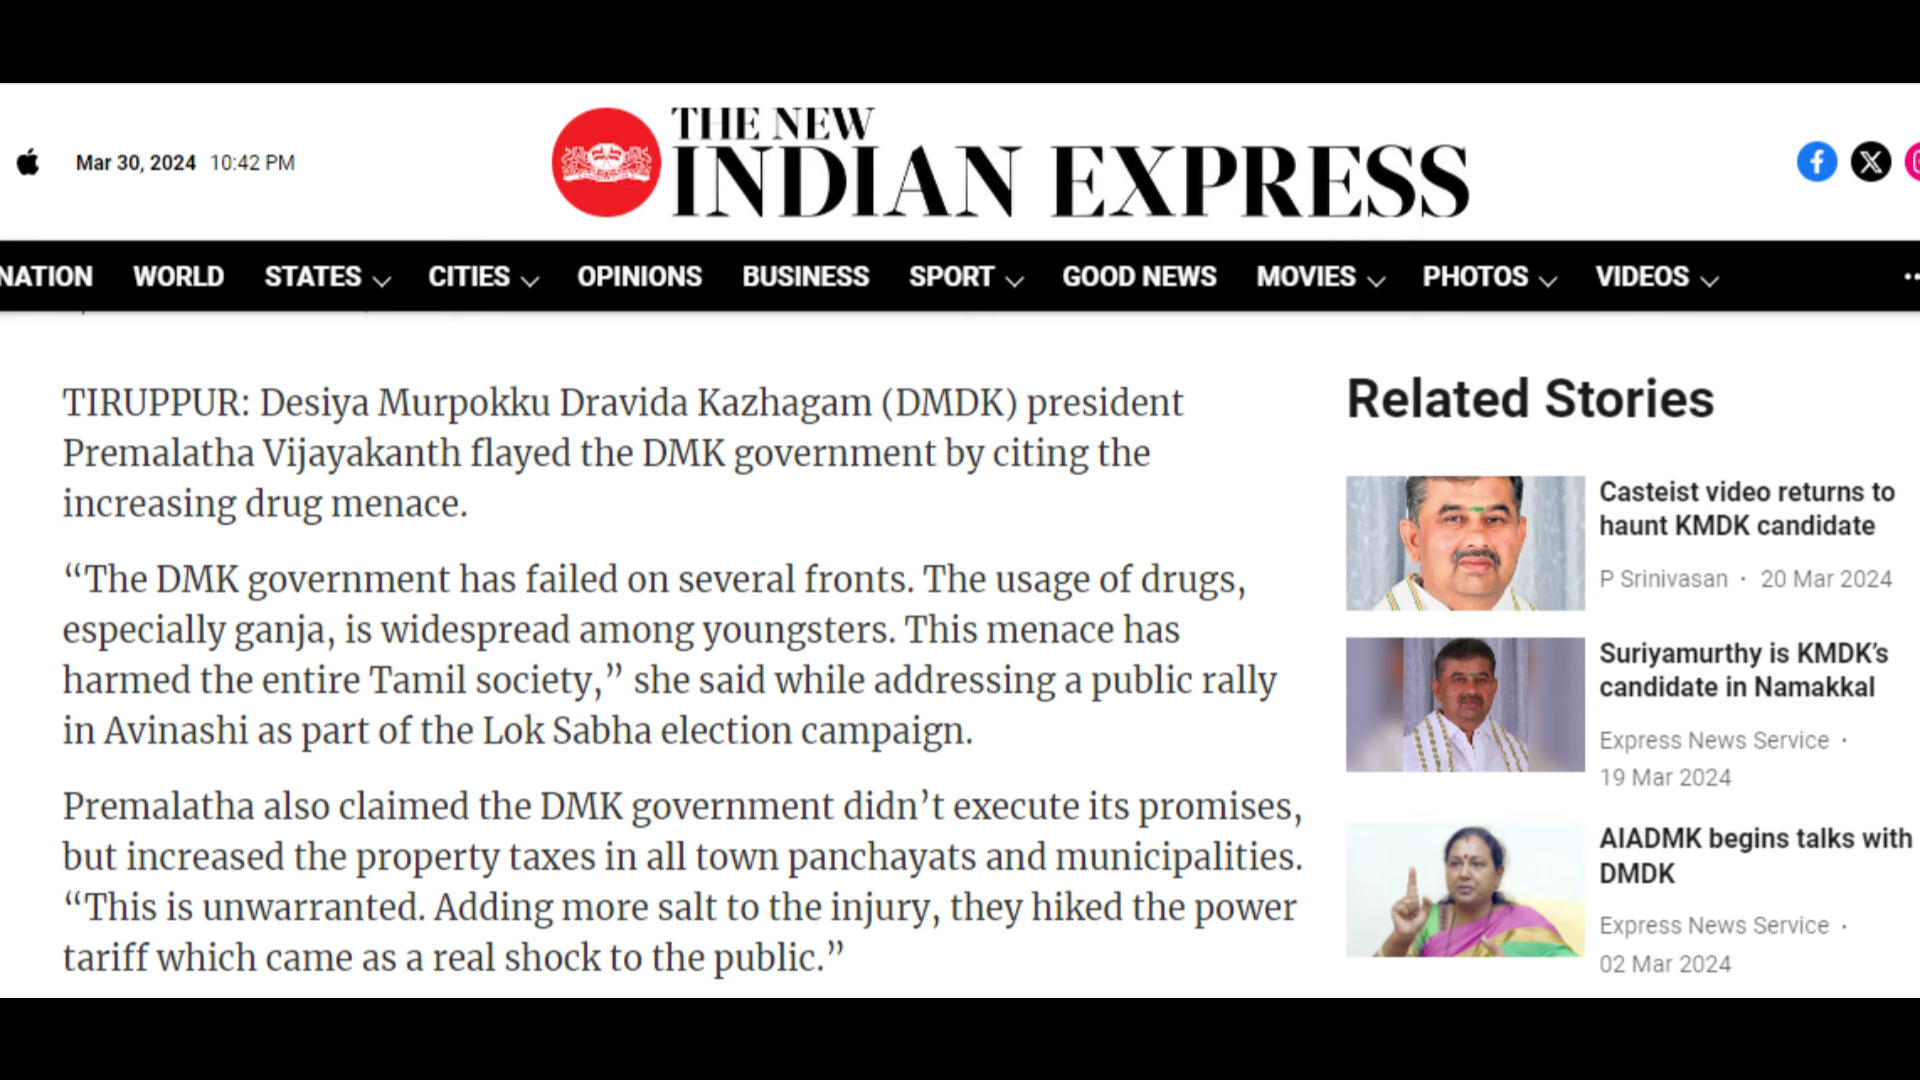 Mar 30, 2024 10:42 PM
THE NEW
INDIAN EXPRESS
NATION WORLD STATES CITIES OPINIONS BUSINESS SPORT GOOD NEWS MOVIES PHOTOS VIDEOS
TIRUPPUR: Desiya Murpokku Dravida Kazhagam (DMDK) president
Premalatha Vijayakanth flayed the DMK government by citing the
increasing drug menace.
“The DMK government has failed on several fronts. The usage of drugs,
especially ganja, is widespread among youngsters. This menace has
harmed the entire Tamil society,” she said while addressing a public rally
in Avinashi as part of the Lok Sabha election campaign.
Premalatha also claimed the DMK government didn’t execute its promises,
but increased the property taxes in all town panchayats and municipalities.
“This is unwarranted. Adding more salt to the injury, they hiked the power
tariff which came as a real shock to the public.”
Related Stories
Casteist video returns to
haunt KMDK candidate
P Srinivasan · 20 Mar 2024
Suriyamurthy is KMDK’s
candidate in Namakkal
Express News Service ·
19 Mar 2024
AIADMK begins talks with
DMDK
Express News Service ·
02 Mar 2024